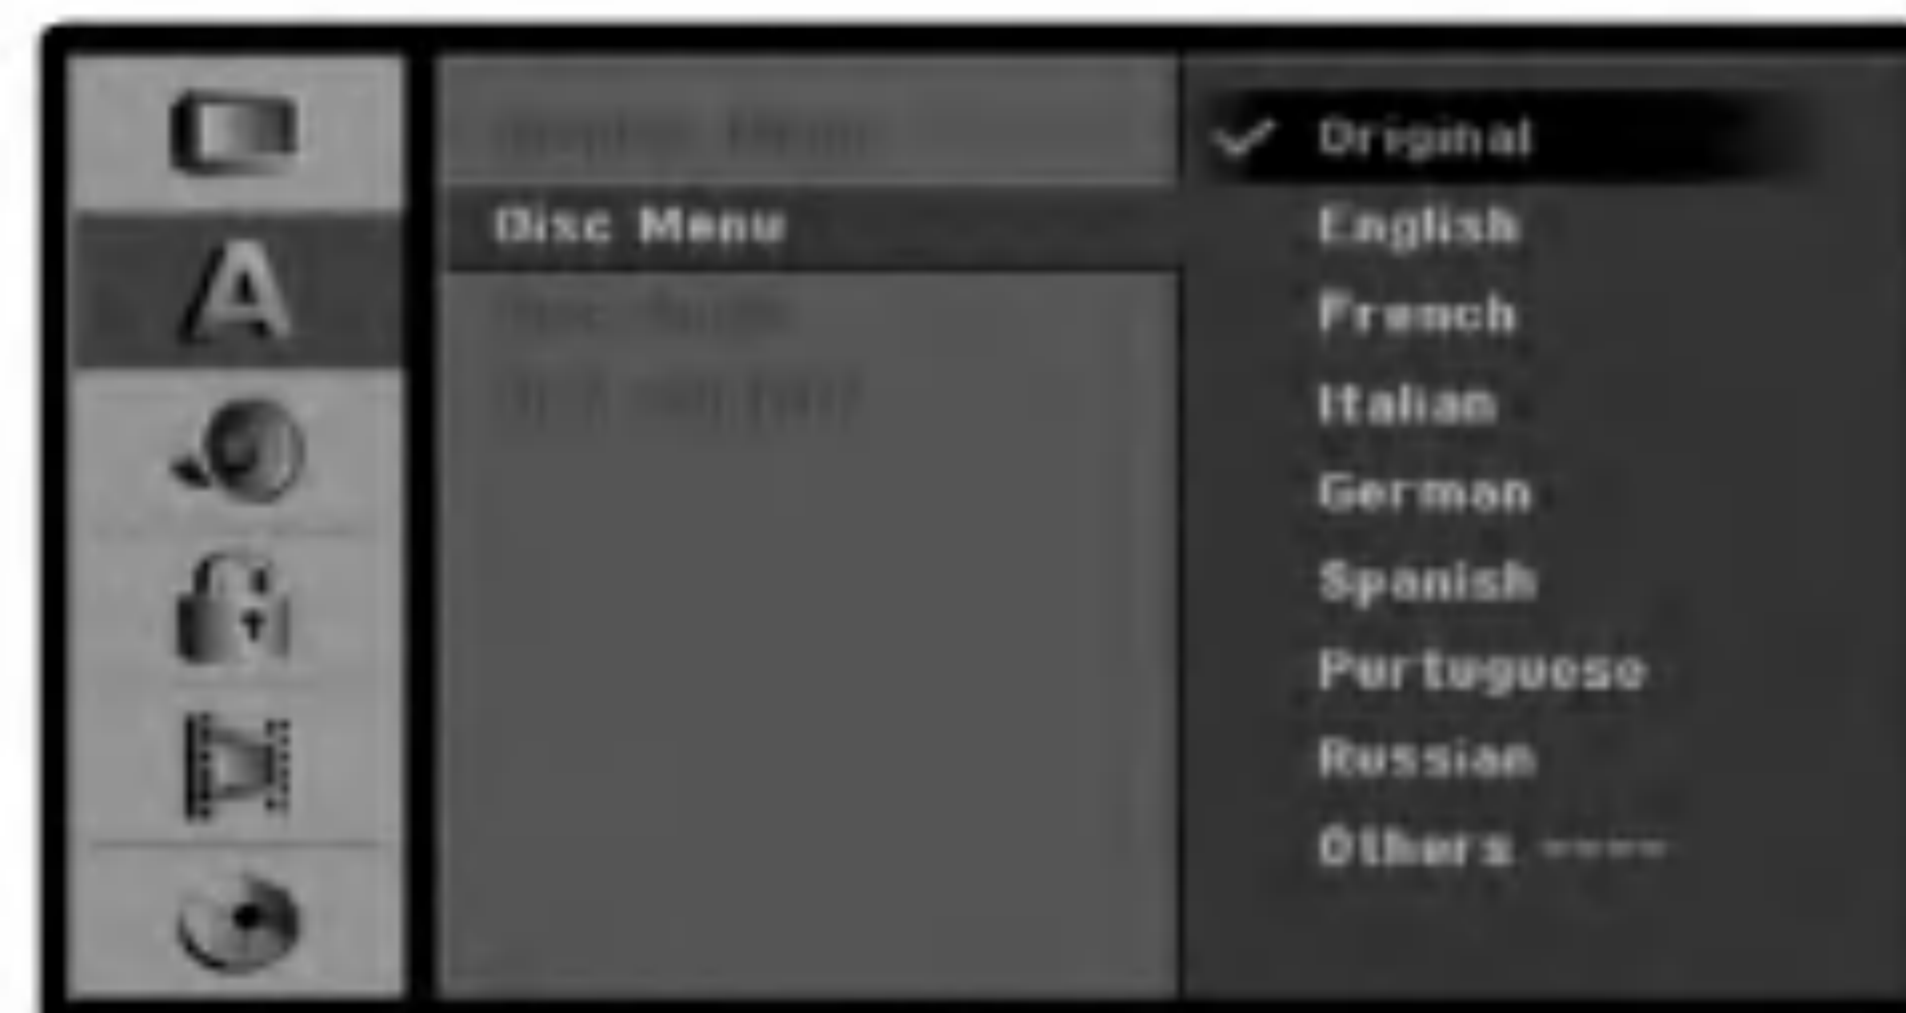 A
Disc Menu
Original
English
French
Italian
German
Spanish
Portuguese
Russian
Others ----